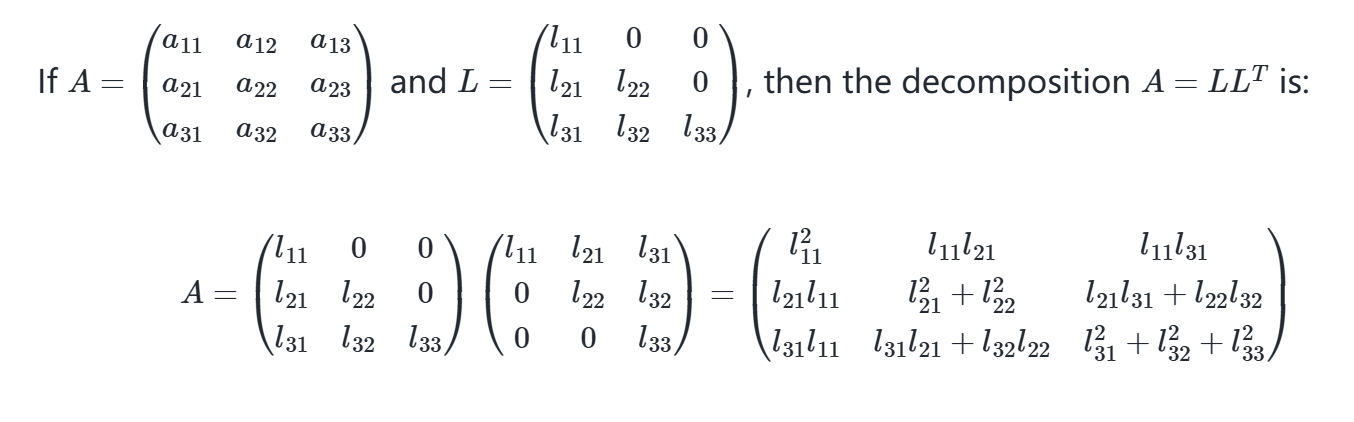 If $A = \begin{pmatrix} a_{11} & a_{12} & a_{13} \\ a_{21} & a_{22} & a_{23} \\ a_{31} & a_{32} & a_{33} \end{pmatrix}$ and $L = \begin{pmatrix} l_{11} & 0 & 0 \\ l_{21} & l_{22} & 0 \\ l_{31} & l_{32} & l_{33} \end{pmatrix}$, then the decomposition $A = LL^T$ is:
$A = \begin{pmatrix} l_{11} & 0 & 0 \\ l_{21} & l_{22} & 0 \\ l_{31} & l_{32} & l_{33} \end{pmatrix} \begin{pmatrix} l_{11} & l_{21} & l_{31} \\ 0 & l_{22} & l_{32} \\ 0 & 0 & l_{33} \end{pmatrix} = \begin{pmatrix} l_{11}^2 & l_{11}l_{21} & l_{11}l_{31} \\ l_{21}l_{11} & l_{21}^2 + l_{22}^2 & l_{21}l_{31} + l_{22}l_{32} \\ l_{31}l_{11} & l_{31}l_{21} + l_{32}l_{22} & l_{31}^2 + l_{32}^2 + l_{33}^2 \end{pmatrix}$